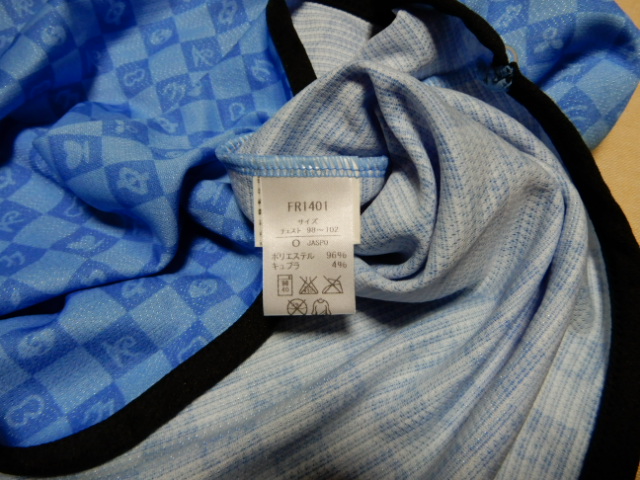 FR1401
サイズ
チェスト 98〜102
O JASPO
ポリエステル 96%
キュプラ 4%
40